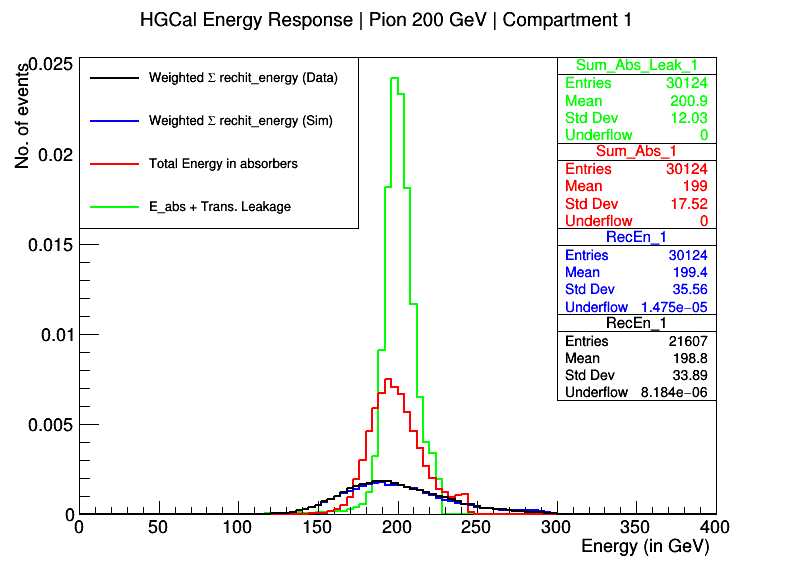 HGCal Energy Response | Pion 200 GeV | Compartment 1
No. of events
0.025
0.02
0.015
0.01
0.005
0
Weighted Σ rechit_energy (Data)
Weighted Σ rechit_energy (Sim)
Total Energy in absorbers
E_abs + Trans. Leakage
Sum_Abs_Leak_1
Entries 30124
Mean 200.9
Std Dev 12.03
Underflow 0
Sum_Abs_1
Entries 30124
Mean 199
Std Dev 17.52
Underflow 0
RecEn_1
Entries 30124
Mean 199.4
Std Dev 35.56
Underflow 1.475e−05
RecEn_1
Entries 21607
Mean 198.8
Std Dev 33.89
Underflow 8.184e−06
0 50 100 150 200 250 300 350 400
Energy (in GeV)